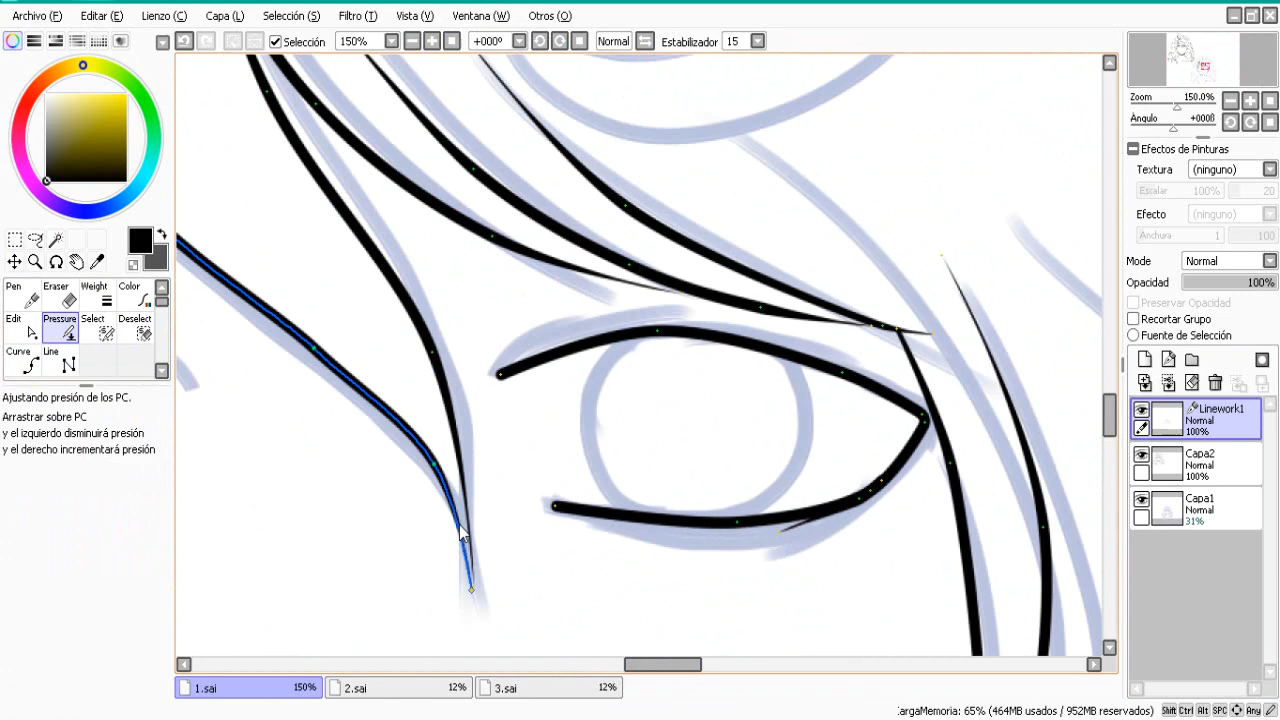 Archivo (F) Editar (E) Lienzo (C) Capa (L) Selección (S) Filtro (T) Vista (V) Ventana (W) Otros (O)
Selección 150% +000º Normal Estabilizador 15
Zoom 150.0%
Ángulo +000ß
Efectos de Pinturas
Textura (ninguno)
Escalar 100% 20
Efecto (ninguno)
Anchura 1 100
Modo Normal
Opacidad 100%
Preservar Opacidad
Recortar Grupo
Fuente de Selección
Pen Eraser Weight Color
Edit Pressure Select Deselect
Curve Line
Ajustando presión de los PC.
Arrastrar sobre PC
y el izquierdo disminuirá presión
y el derecho incrementará presión
Linework1
Normal
100%
Capa2
Normal
100%
Capa1
Normal
31%
1.sai 150% 2.sai 12% 3.sai 12%
CargaMemoria: 65% (464MB usados / 952MB reservados) Shift Ctrl Alt SPC Any